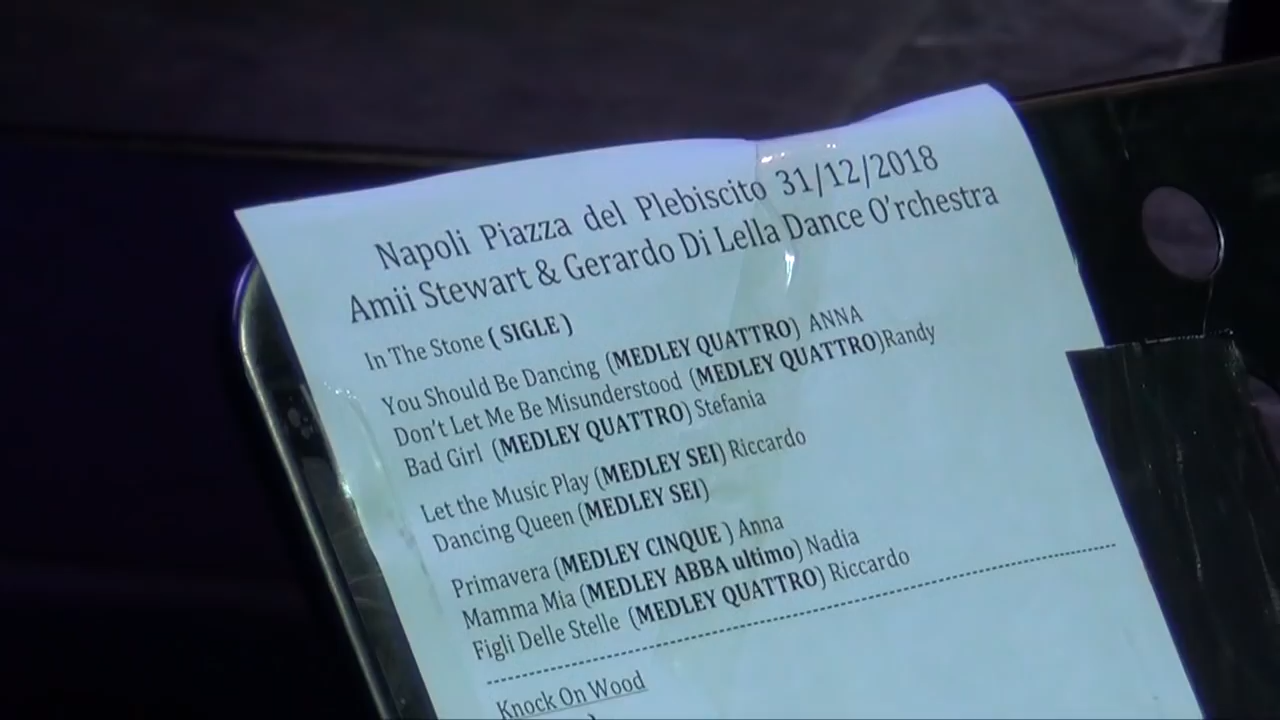 Napoli Piazza del Plebiscito 31/12/2018
Amii Stewart & Gerardo Di Lella Dance O'rchestra
In The Stone ( SIGLE )
You Should Be Dancing (MEDLEY QUATTRO) ANNA
Don't Let Me Be Misunderstood (MEDLEY QUATTRO)Randy
Bad Girl (MEDLEY QUATTRO) Stefania
Let the Music Play (MEDLEY SEI) Riccardo
Dancing Queen (MEDLEY SEI)
Primavera (MEDLEY CINQUE ) Anna
Mamma Mia (MEDLEY ABBA ultimo) Nadia
Figli Delle Stelle (MEDLEY QUATTRO) Riccardo
Knock On Wood